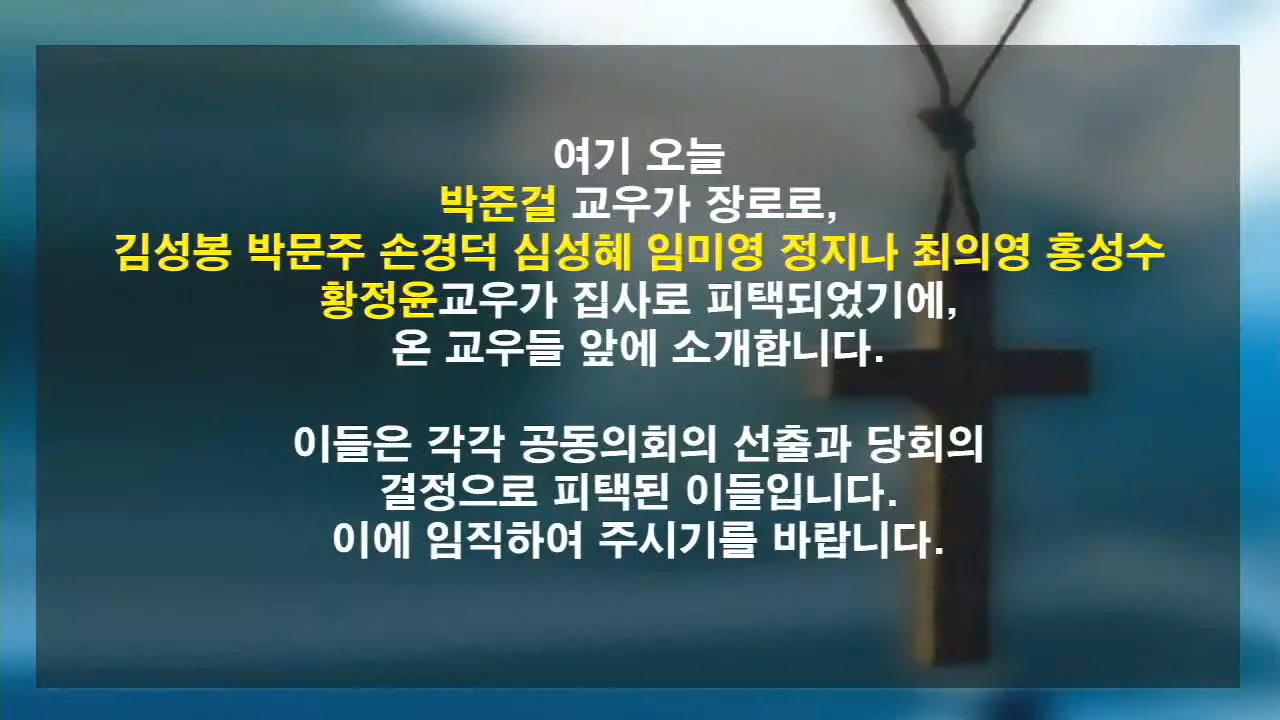 여기 오늘
박준걸 교우가 장로로,
김성봉 박문주 손경덕 심성혜 임미영 정지나 최의영 홍성수
황정윤교우가 집사로 피택되었기에,
온 교우들 앞에 소개합니다.
이들은 각각 공동의회의 선출과 당회의
결정으로 피택된 이들입니다.
이에 임직하여 주시기를 바랍니다.